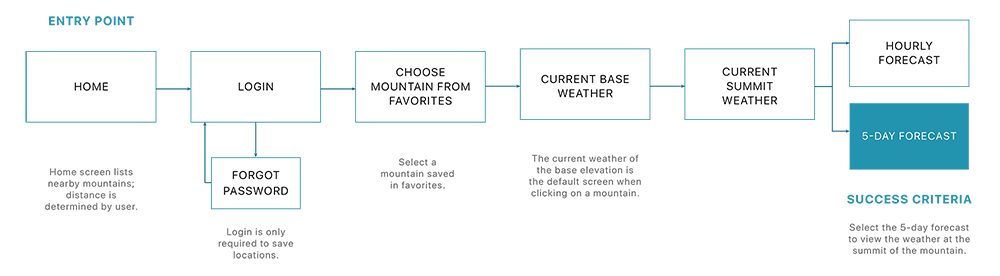 ENTRY POINT
HOME
LOGIN
CHOOSE
MOUNTAIN FROM
FAVORITES
CURRENT BASE
WEATHER
CURRENT
SUMMIT
WEATHER
HOURLY
FORECAST
5-DAY FORECAST
FORGOT
PASSWORD
Home screen lists
nearby mountains;
distance is
determined by user.
Login is only
required to save
locations.
Select a
mountain saved
in favorites.
The current weather of
the base elevation is
the default screen when
clicking on a mountain.
SUCCESS CRITERIA
Select the 5-day forecast
to view the weather at the
summit of the mountain.